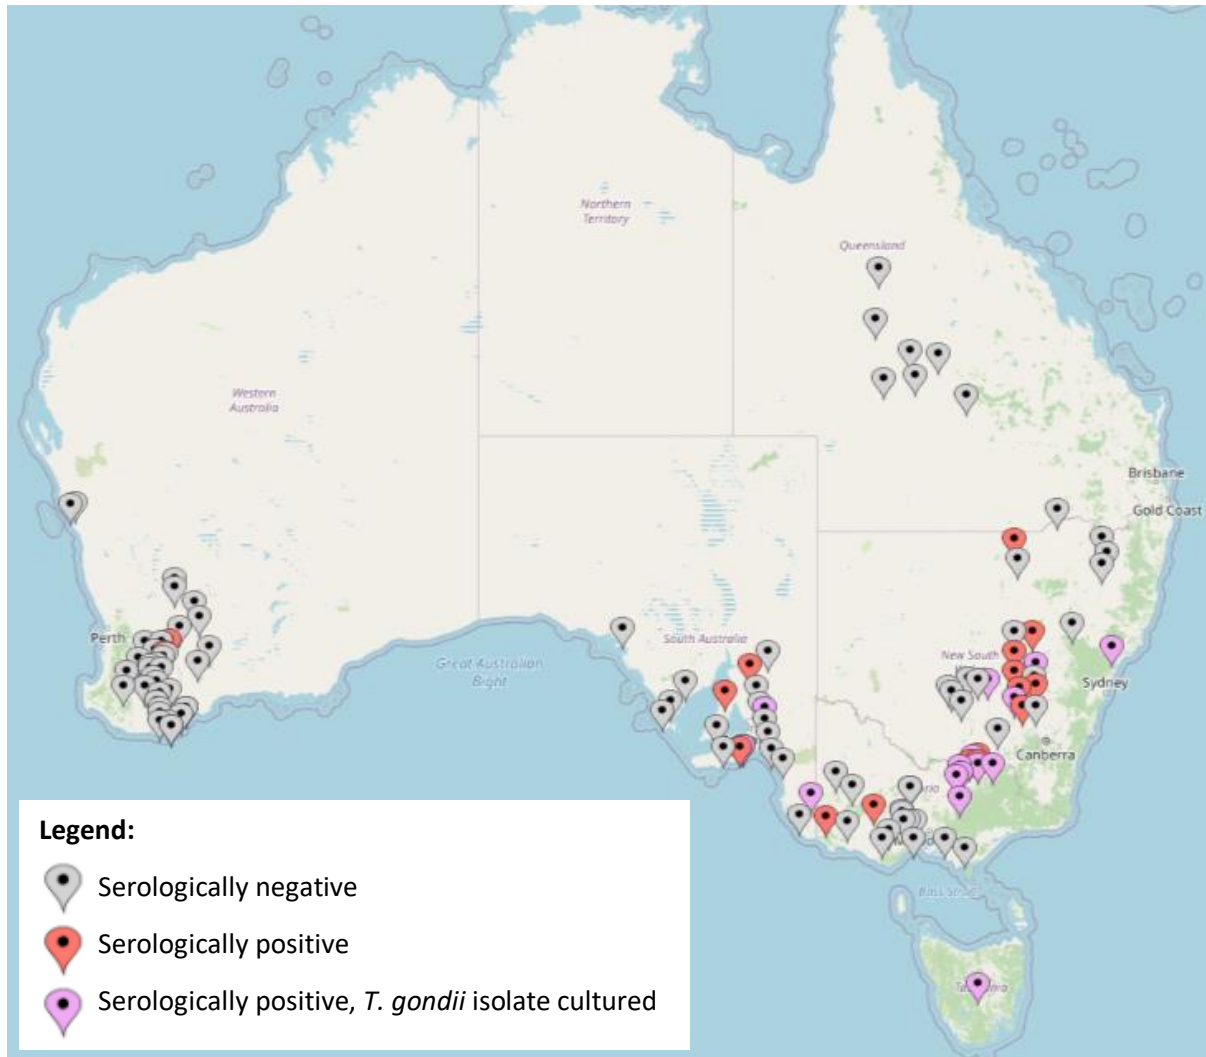 Northern
Territory
Queensland
Western
Australia
Brisbane
Gold Coast
Perth
South Australia
Great Australian
Bight
New South
Sydney
Canberra
Legend:
Serologically negative
Serologically positive
Serologically positive, T. gondii isolate cultured